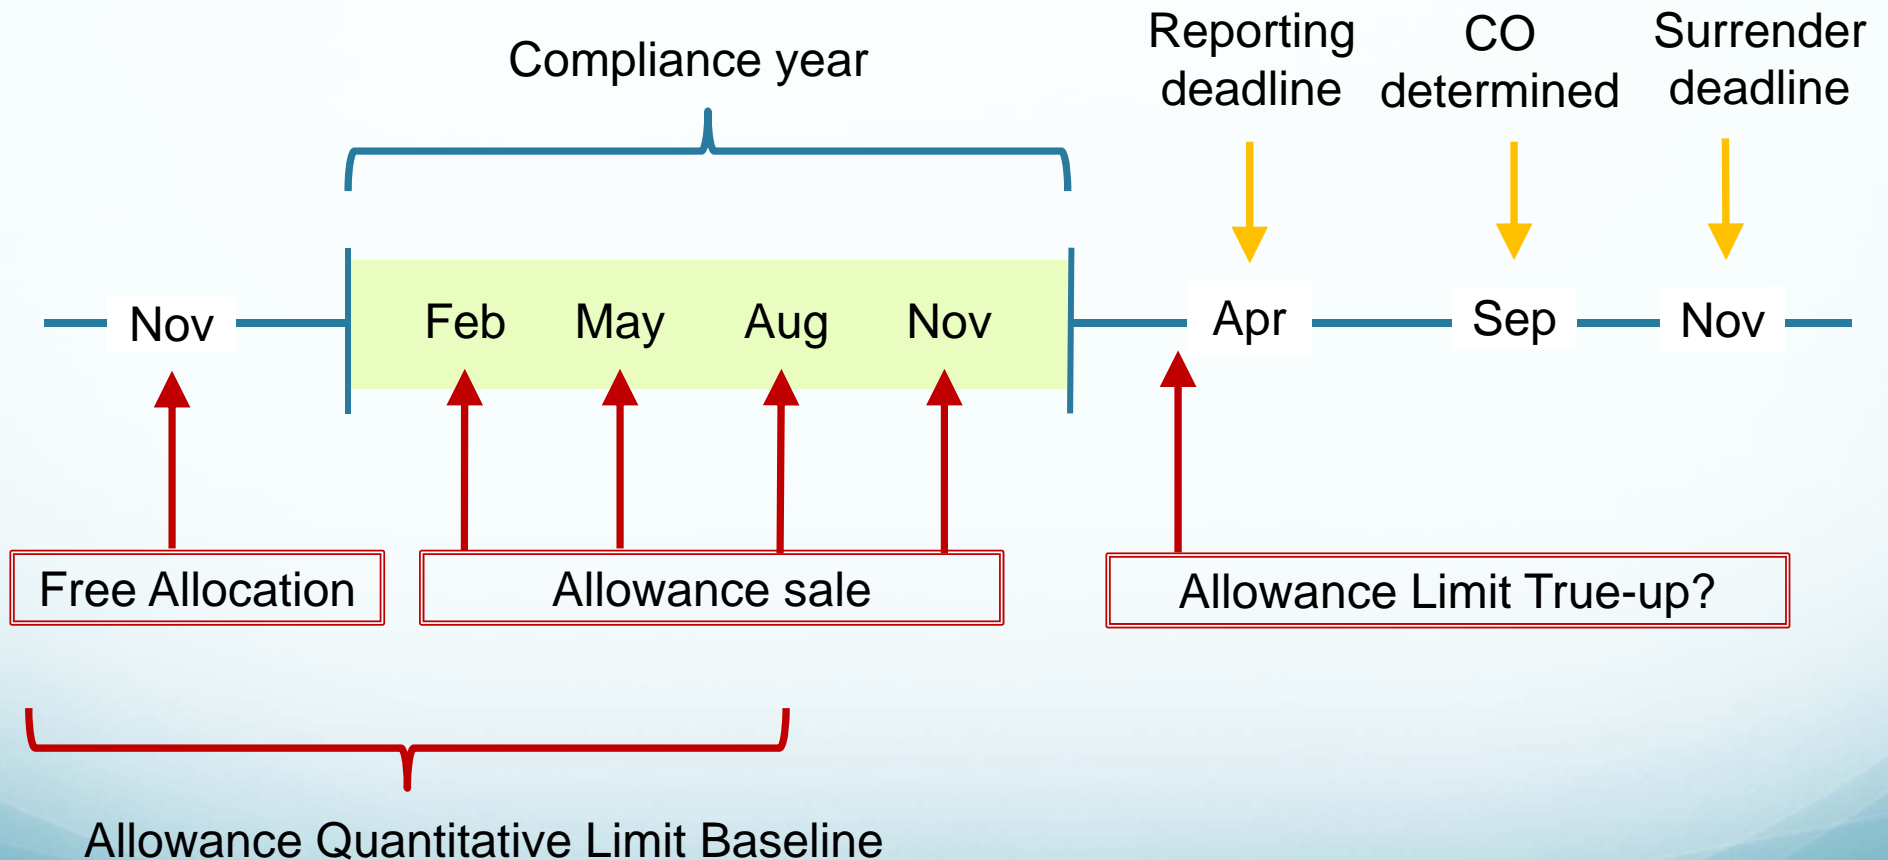 Compliance year
Reporting
deadline
CO
determined
Surrender
deadline
Nov
Feb
May
Aug
Nov
Apr
Sep
Nov
Free Allocation
Allowance sale
Allowance Limit True-up?
Allowance Quantitative Limit Baseline